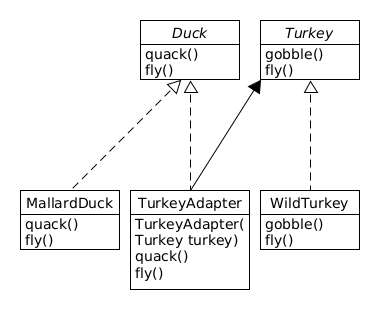 Duck
quack()
fly()
Turkey
gobble()
fly()
MallardDuck
quack()
fly()
TurkeyAdapter
TurkeyAdapter(
Turkey turkey)
quack()
fly()
WildTurkey
gobble()
fly()